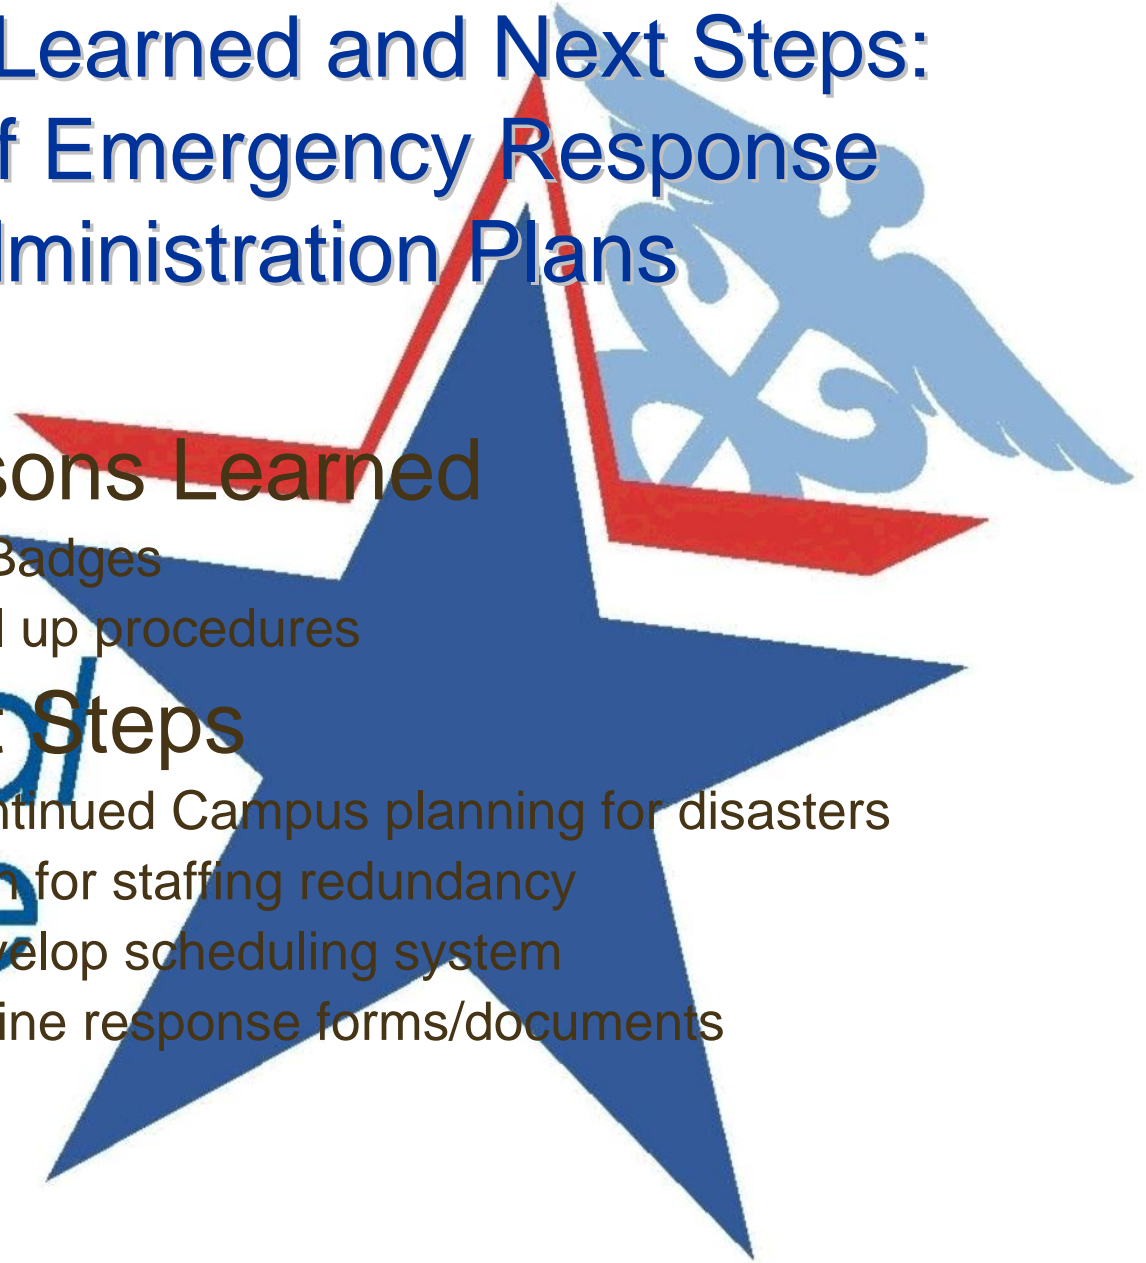 Learned and Next Steps:
f Emergency Response
lministration Plans
sons Learned
Badges
l up procedures
al
t Steps
ntinued Campus planning for disasters
n for staffing redundancy
e
velop scheduling system
ine response forms/documents